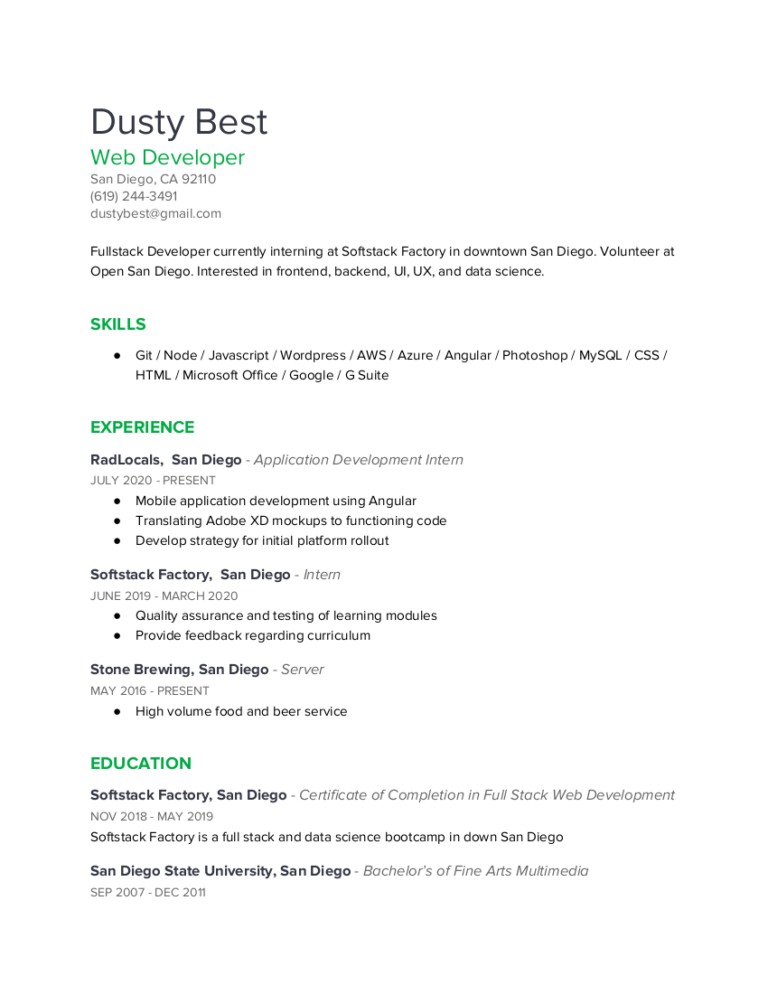 Dusty Best
Web Developer
San Diego, CA 92110
(619) 244-3491
dustybest@gmail.com
Fullstack Developer currently interning at Softstack Factory in downtown San Diego. Volunteer at
Open San Diego. Interested in frontend, backend, UI, UX, and data science.
SKILLS
● Git / Node / Javascript / Wordpress / AWS / Azure / Angular / Photoshop / MySQL / CSS /
HTML / Microsoft Office / Google / G Suite
EXPERIENCE
RadLocals,  San Diego - Application Development Intern
JULY 2020 - PRESENT
● Mobile application development using Angular
● Translating Adobe XD mockups to functioning code
● Develop strategy for initial platform rollout
Softstack Factory,  San Diego - Intern
JUNE 2019 - MARCH 2020
● Quality assurance and testing of learning modules
● Provide feedback regarding curriculum
Stone Brewing, San Diego - Server
MAY 2016 - PRESENT
● High volume food and beer service
EDUCATION
Softstack Factory, San Diego - Certificate of Completion in Full Stack Web Development
NOV 2018 - MAY 2019
Softstack Factory is a full stack and data science bootcamp in down San Diego
San Diego State University, San Diego - Bachelor's of Fine Arts Multimedia
SEP 2007 - DEC 2011